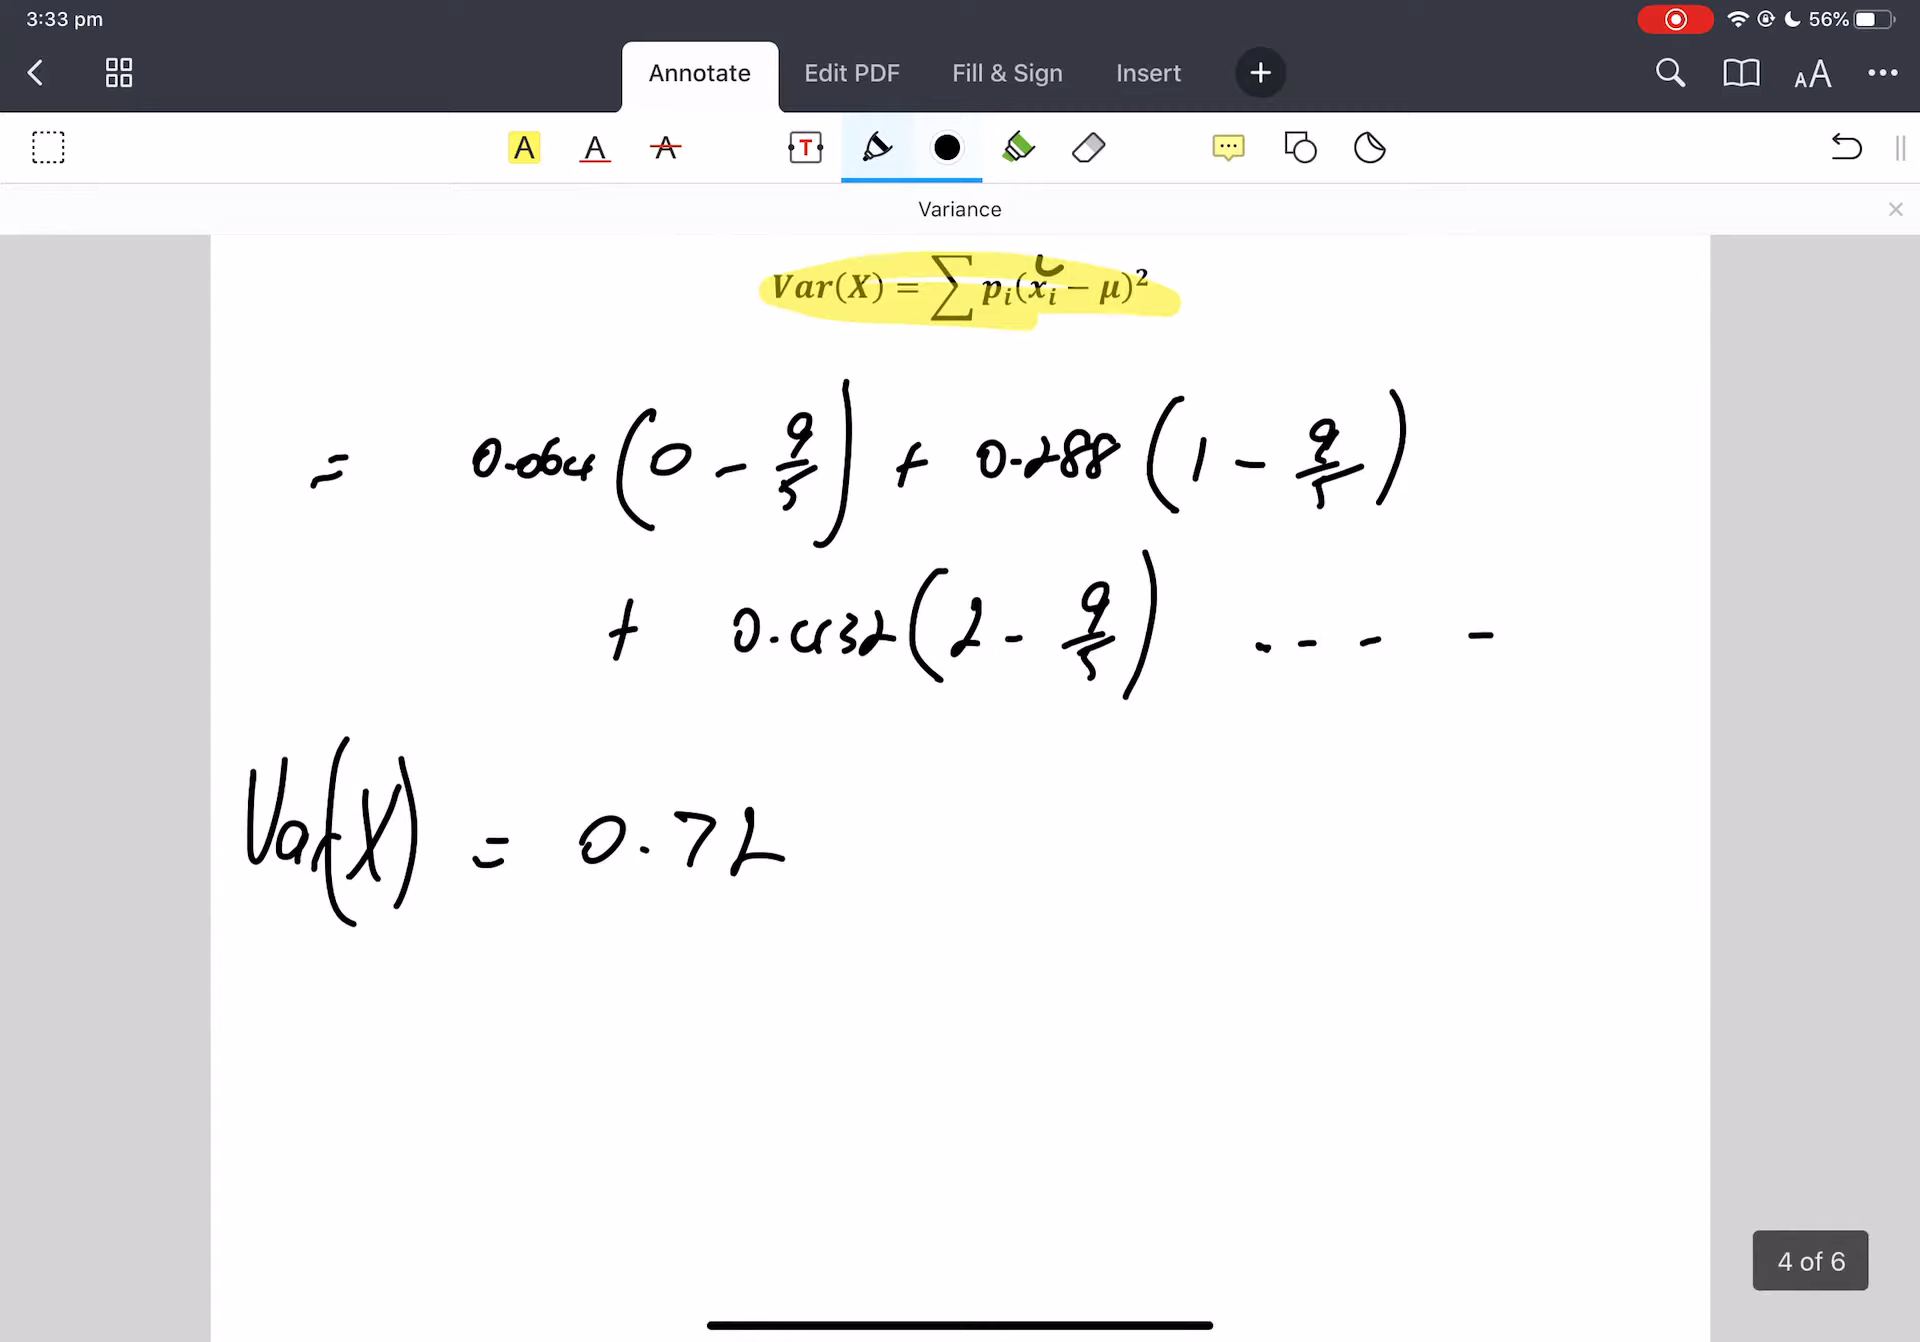 3:33 pm 56%
Annotate Edit PDF Fill & Sign Insert
A A A T AA
Variance
Var(X) = ∑ pᵢ(xᵢ − μ)²
= 0.064 (0 − 9/5) + 0.288 (1 − 9/5)
+ 0.432 (2 − 9/5) ... -
Var(X) = 0.72
4 of 6